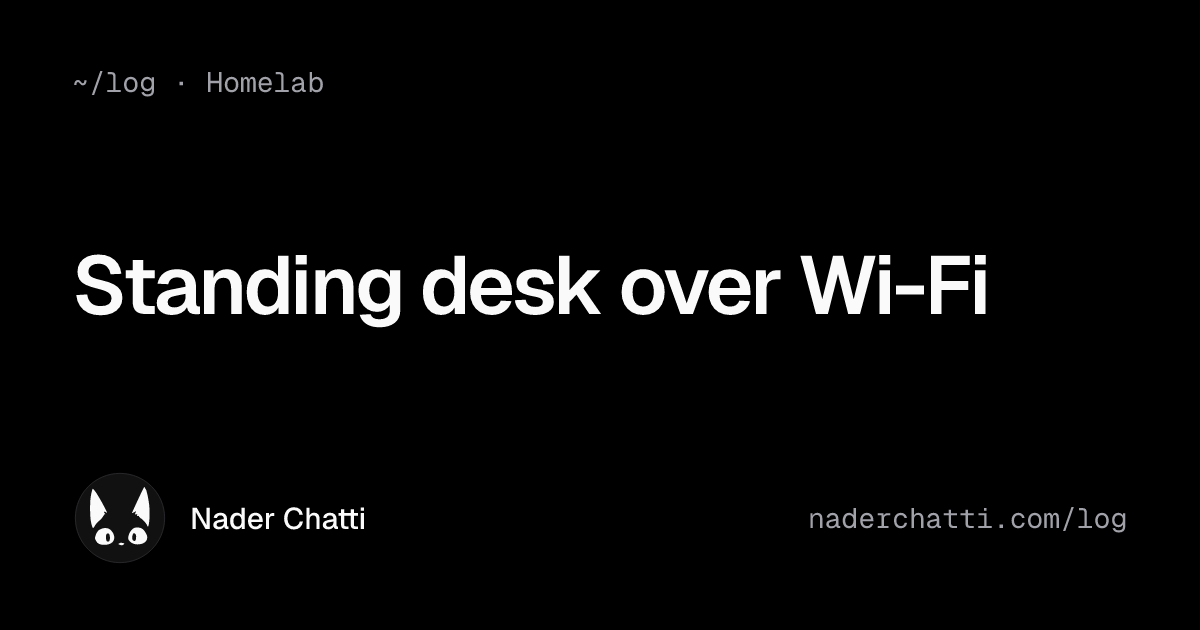 ~/log · Homelab
Standing desk over Wi-Fi
Nader Chatti
naderchatti.com/log